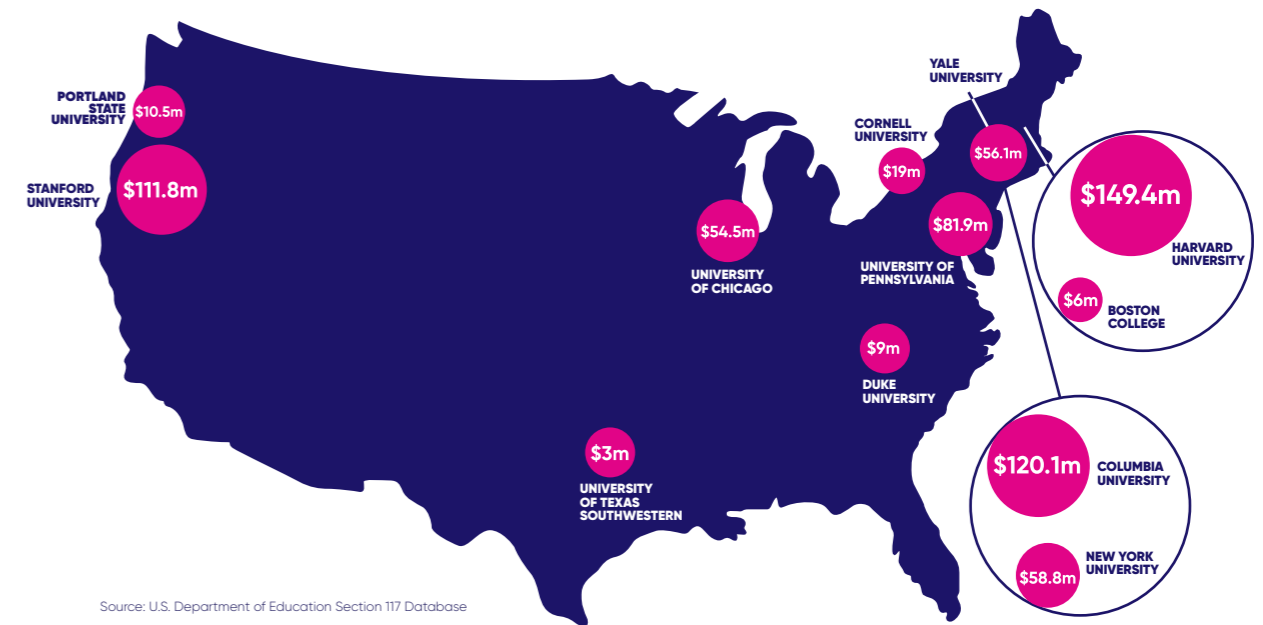 PORTLAND
STATE
UNIVERSITY
$10.5m
STANFORD
UNIVERSITY
$111.8m
$54.5m
UNIVERSITY
OF CHICAGO
CORNELL
UNIVERSITY
$19m
YALE
UNIVERSITY
$56.1m
$81.9m
UNIVERSITY OF
PENNSYLVANIA
$149.4m
HARVARD
UNIVERSITY
$6m
BOSTON
COLLEGE
$9m
DUKE
UNIVERSITY
$3m
UNIVERSITY
OF TEXAS
SOUTHWESTERN
$120.1m
COLUMBIA
UNIVERSITY
$58.8m
NEW YORK
UNIVERSITY
Source: U.S. Department of Education Section 117 Database